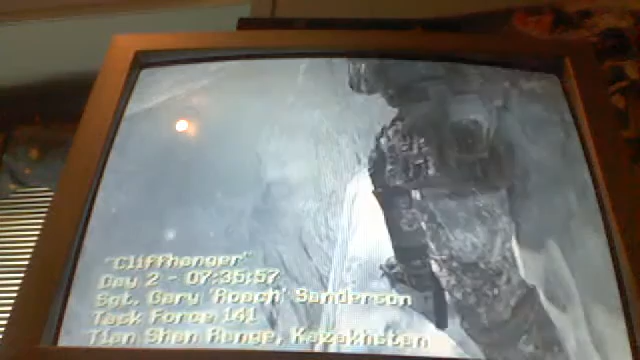 "Cliffhanger"
Day 2 - 07:35:57
Sgt. Gary 'Roach' Sanderson
Task Force 141
Tian Shan Range, Kazakhstan